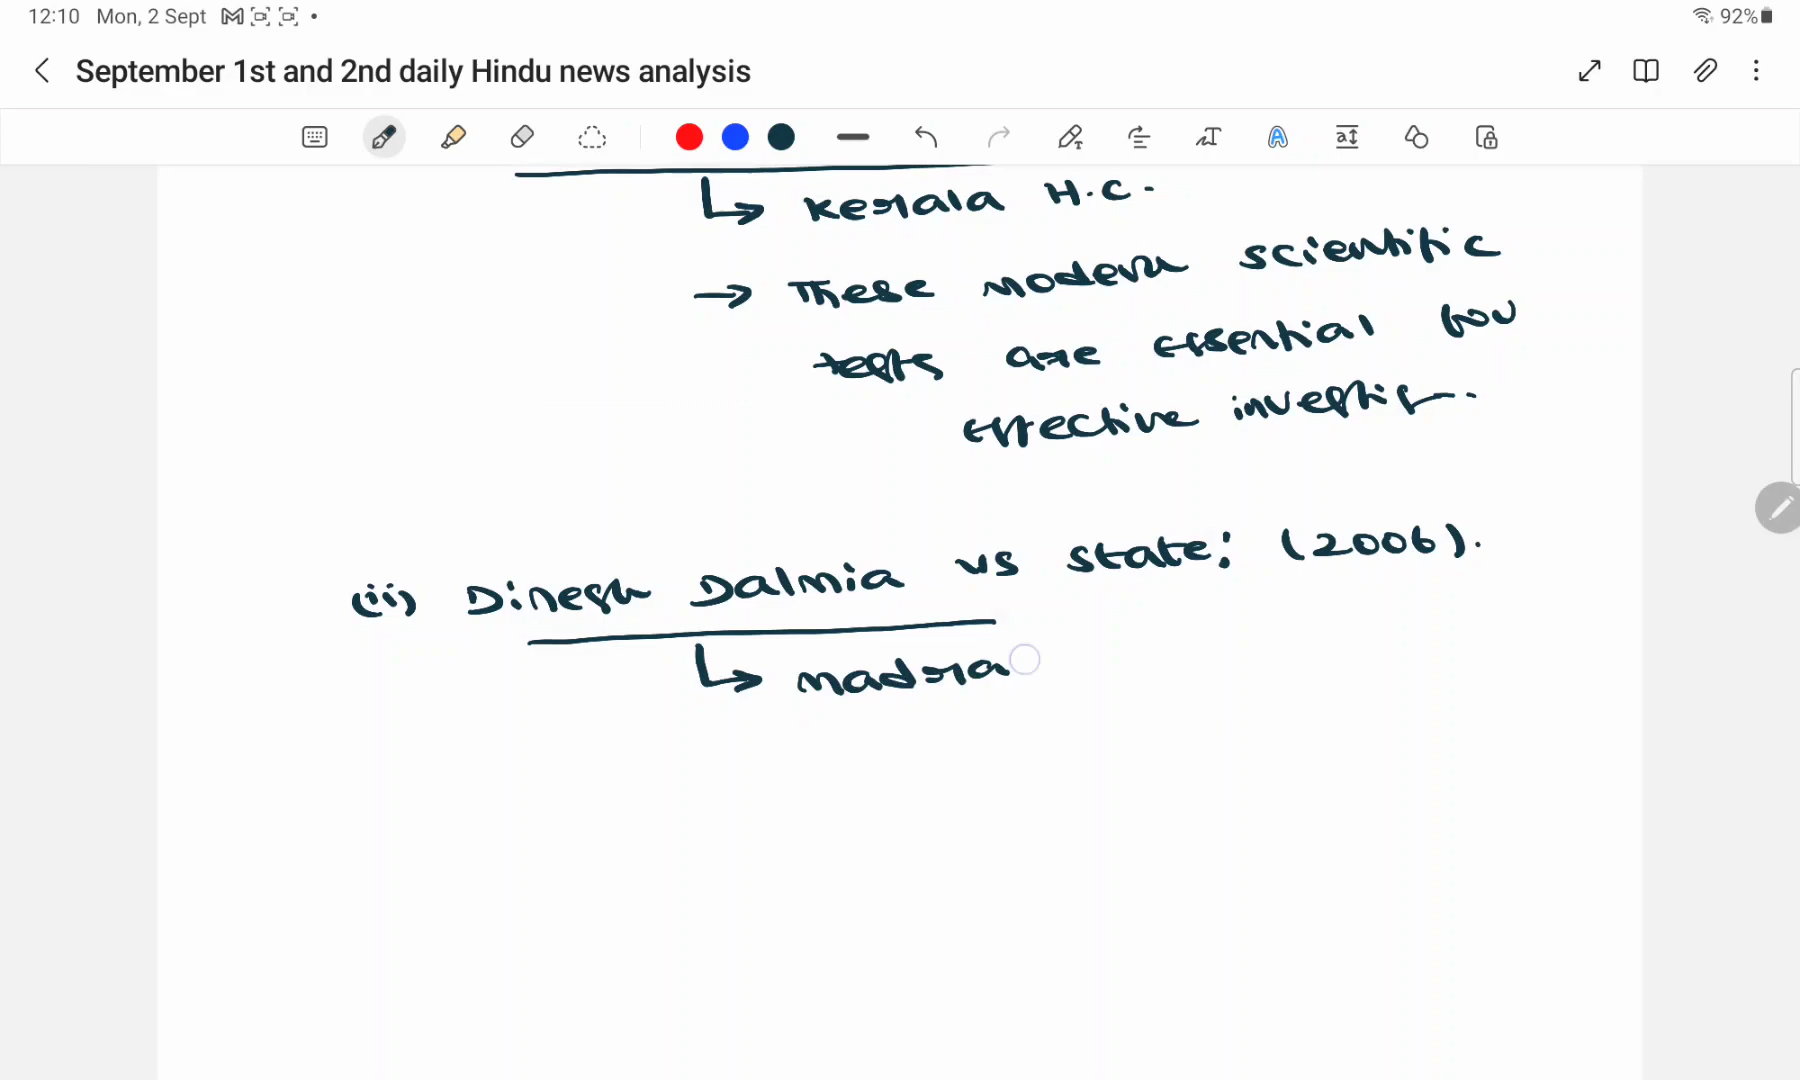 12:10 Mon, 2 Sept 92%
September 1st and 2nd daily Hindu news analysis
Kerala H.C.
→ These modern scientific
tests are essential for
effective investig
(ii) Dinesh Dalmia vs state: (2006).
madra